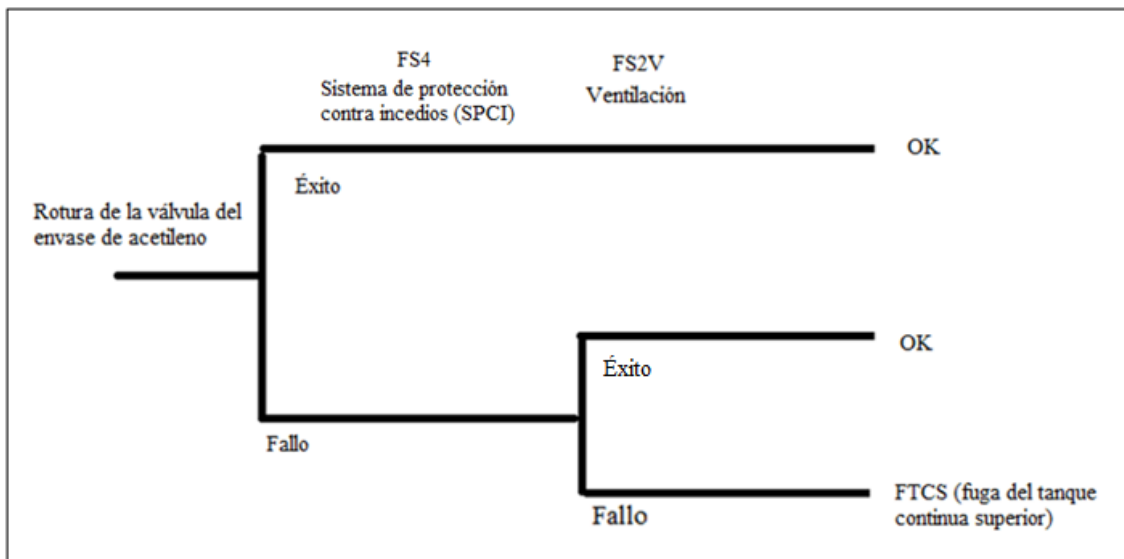 FS4
Sistema de protección
contra incedios (SPCI)
FS2V
Ventilación
OK
Éxito
Rotura de la válvula del
envase de acetileno
OK
Éxito
Fallo
FTCS (fuga del tanque
continua superior)
Fallo